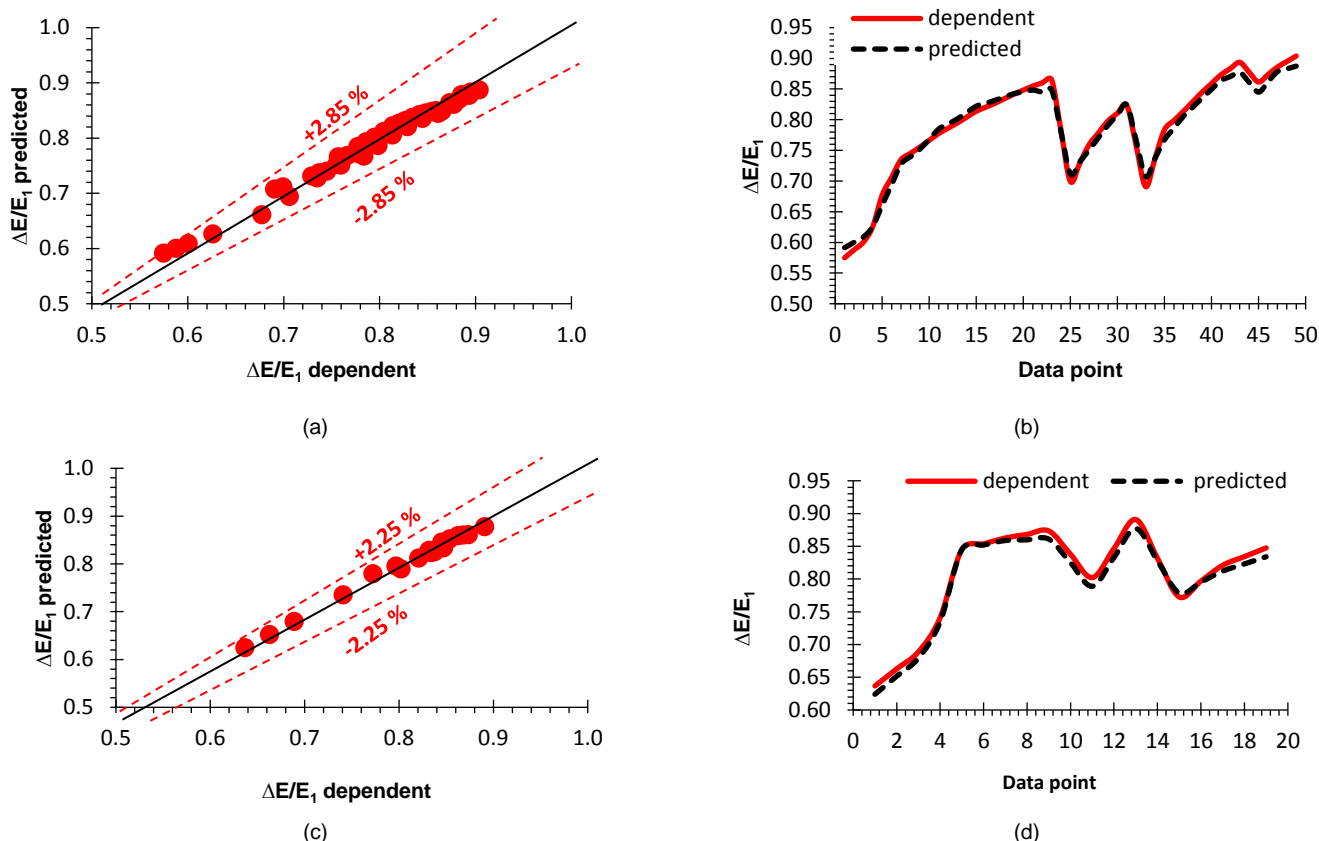 ΔE/E1 predicted
1.0
0.9
0.8
0.7
0.6
0.5
+2.85 %
-2.85 %
0.5 0.6 0.7 0.8 0.9 1.0
ΔE/E1 dependent
(a)
dependent
predicted
ΔE/E1
0.95
0.90
0.85
0.80
0.75
0.70
0.65
0.60
0.55
0.50
0 5 10 15 20 25 30 35 40 45 50
Data point
(b)
ΔE/E1 predicted
1.0
0.9
0.8
0.7
0.6
0.5
+2.25 %
-2.25 %
0.5 0.6 0.7 0.8 0.9 1.0
ΔE/E1 dependent
(c)
dependent predicted
ΔE/E1
0.95
0.90
0.85
0.80
0.75
0.70
0.65
0.60
0 2 4 6 8 10 12 14 16 18 20
Data point
(d)